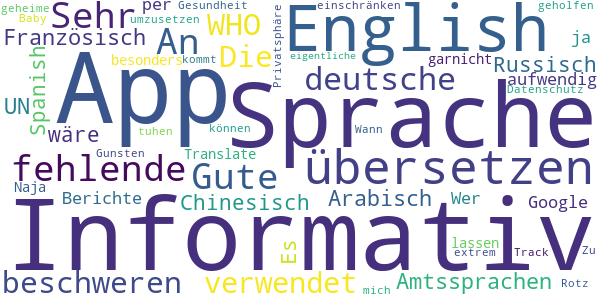 geheime
Sehr
per
Gesundheit
einschränken
geholfen
Baby
umzusetzen
WHO
English
Französisch
An
Die
Privatsphäre
ja
besonders
kommt
eigentliche
garnicht
Russisch
App
Spanish
deutsche
aufwendig
Sprache
Datenschutz
UN
wäre
tuhen
können
Wann
fehlende
Gunsten
Translate
übersetzen
Gute
Naja
Berichte
Chinesisch
Arabisch
Wer
Google
Informativ
Es
lassen
extrem
Track
Zu
beschweren
verwendet
mich
Amtssprachen
Rotz